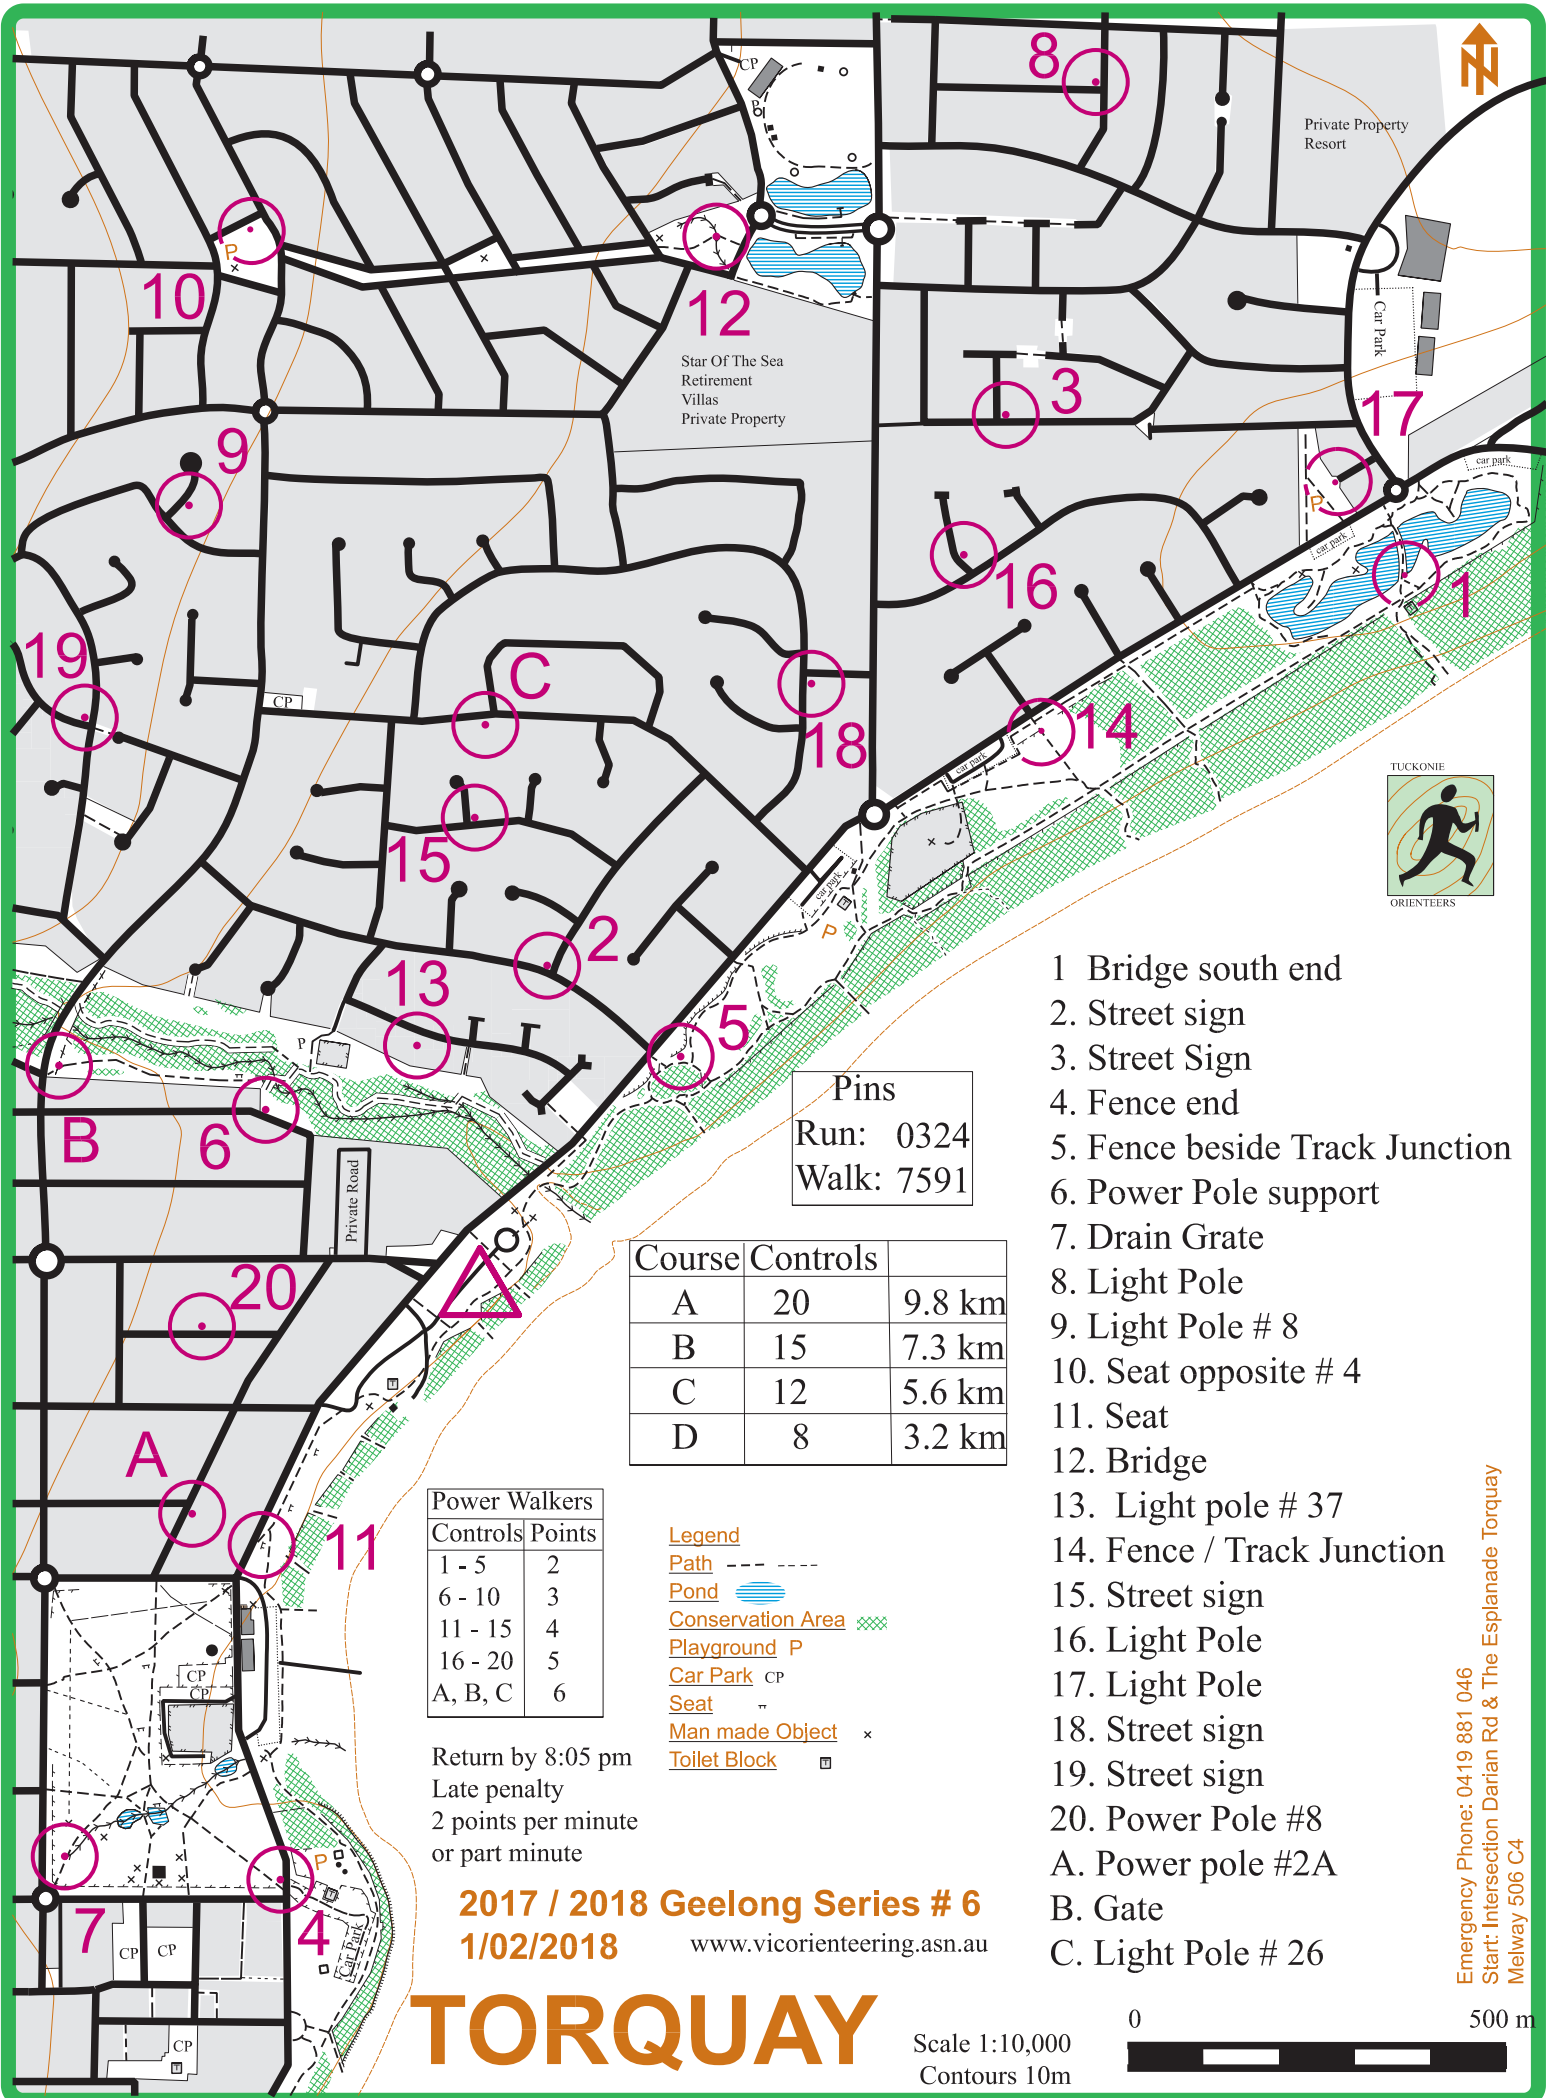 8
CP
P
Private Property
Resort
P
10
12
Car Park
Star Of The Sea
Retirement
Villas
Private Property
3
17
9
car park
P
car park
16
1
19
C
CP
18
14
car park
TUCKONIE
ORIENTEERS
15
car park
2
P
13
5
P
B
6
Private Road
20
A
11
CP
CP
P
7
4
Car Park
CP
CP
CP
Pins
Run: 0324
Walk: 7591
Course Controls
A 20 9.8 km
B 15 7.3 km
C 12 5.6 km
D 8 3.2 km
Power Walkers
Controls Points
1 - 5 2
6 - 10 3
11 - 15 4
16 - 20 5
A, B, C 6
Return by 8:05 pm
Late penalty
2 points per minute
or part minute
Legend
Path
Pond
Conservation Area
Playground P
Car Park CP
Seat
Man made Object x
Toilet Block T
1 Bridge south end
2. Street sign
3. Street Sign
4. Fence end
5. Fence beside Track Junction
6. Power Pole support
7. Drain Grate
8. Light Pole
9. Light Pole # 8
10. Seat opposite # 4
11. Seat
12. Bridge
13. Light pole # 37
14. Fence / Track Junction
15. Street sign
16. Light Pole
17. Light Pole
18. Street sign
19. Street sign
20. Power Pole #8
A. Power pole #2A
B. Gate
C. Light Pole # 26
Emergency Phone: 0419 881 046
Start: Intersection Darian Rd & The Esplanade Torquay
Melway 506 C4
2017 / 2018 Geelong Series # 6
1/02/2018 www.vicorienteering.asn.au
TORQUAY
Scale 1:10,000
Contours 10m
0 500 m